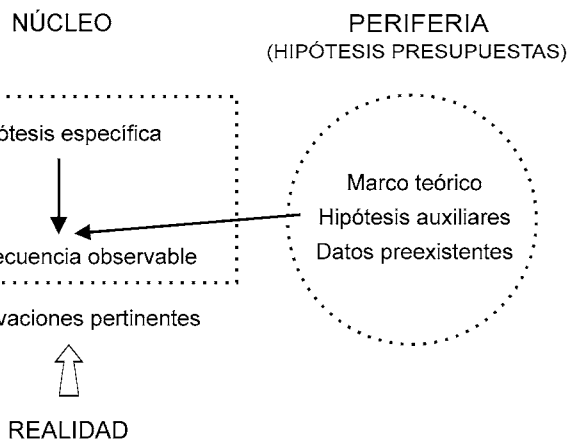 NÚCLEO
PERIFERIA
(HIPÓTESIS PRESUPUESTAS)
ótesis específica
Marco teórico
Hipótesis auxiliares
Datos preexistentes
ecuencia observable
vaciones pertinentes
REALIDAD